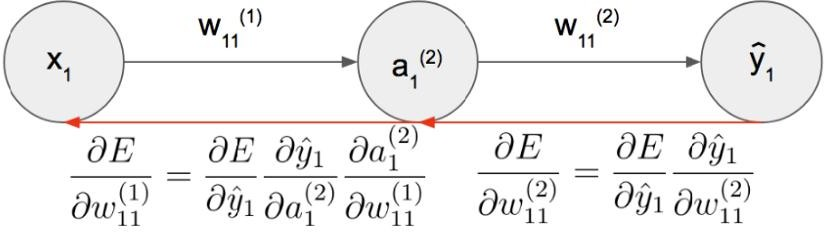 w₁₁⁽¹⁾ w₁₁⁽²⁾
x₁ a₁⁽²⁾ ŷ₁
∂E/∂w₁₁⁽¹⁾ = ∂E/∂ŷ₁ ∂ŷ₁/∂a₁⁽²⁾ ∂a₁⁽²⁾/∂w₁₁⁽¹⁾ ∂E/∂w₁₁⁽²⁾ = ∂E/∂ŷ₁ ∂ŷ₁/∂w₁₁⁽²⁾